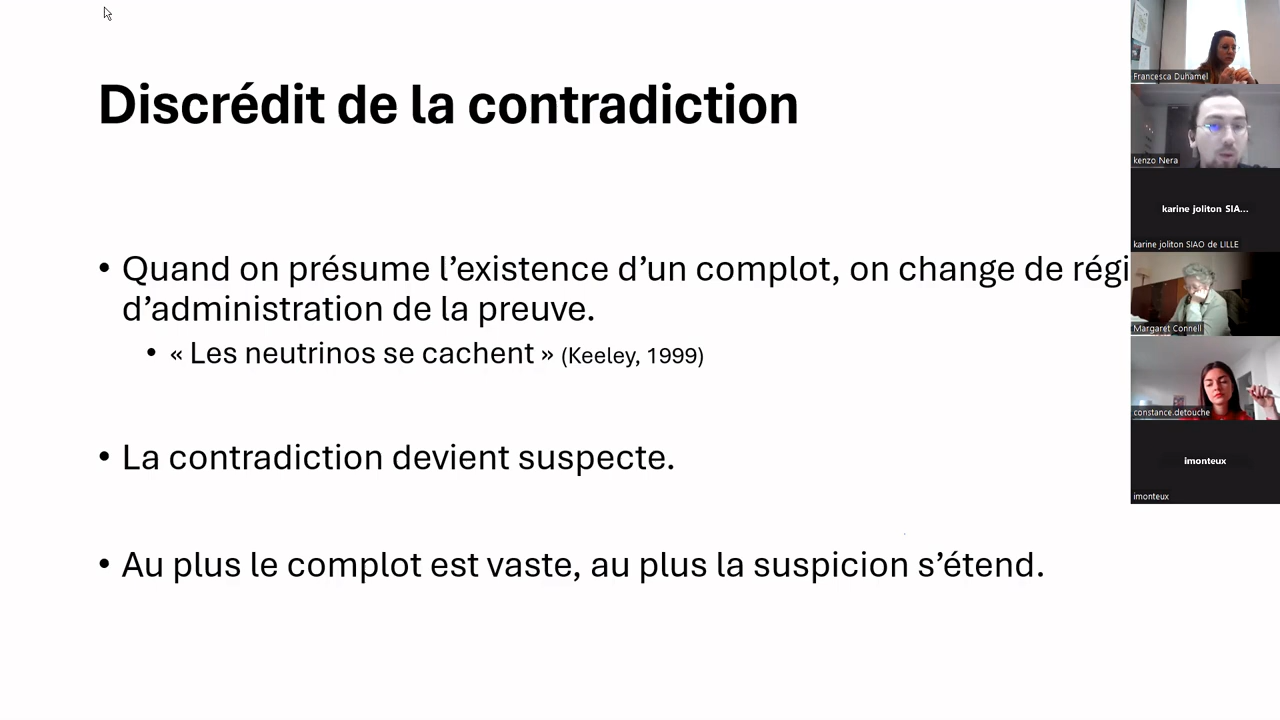 Discrédit de la contradiction
• Quand on présume l’existence d’un complot, on change de régi
d’administration de la preuve.
• « Les neutrinos se cachent » (Keeley, 1999)
• La contradiction devient suspecte.
• Au plus le complot est vaste, au plus la suspicion s’étend.
Francesca Duhamel
kenzo Nera
karine joliton SIA...
karine joliton SIAO de LILLE
Margaret Connell
constance.detouche
imonteux
imonteux